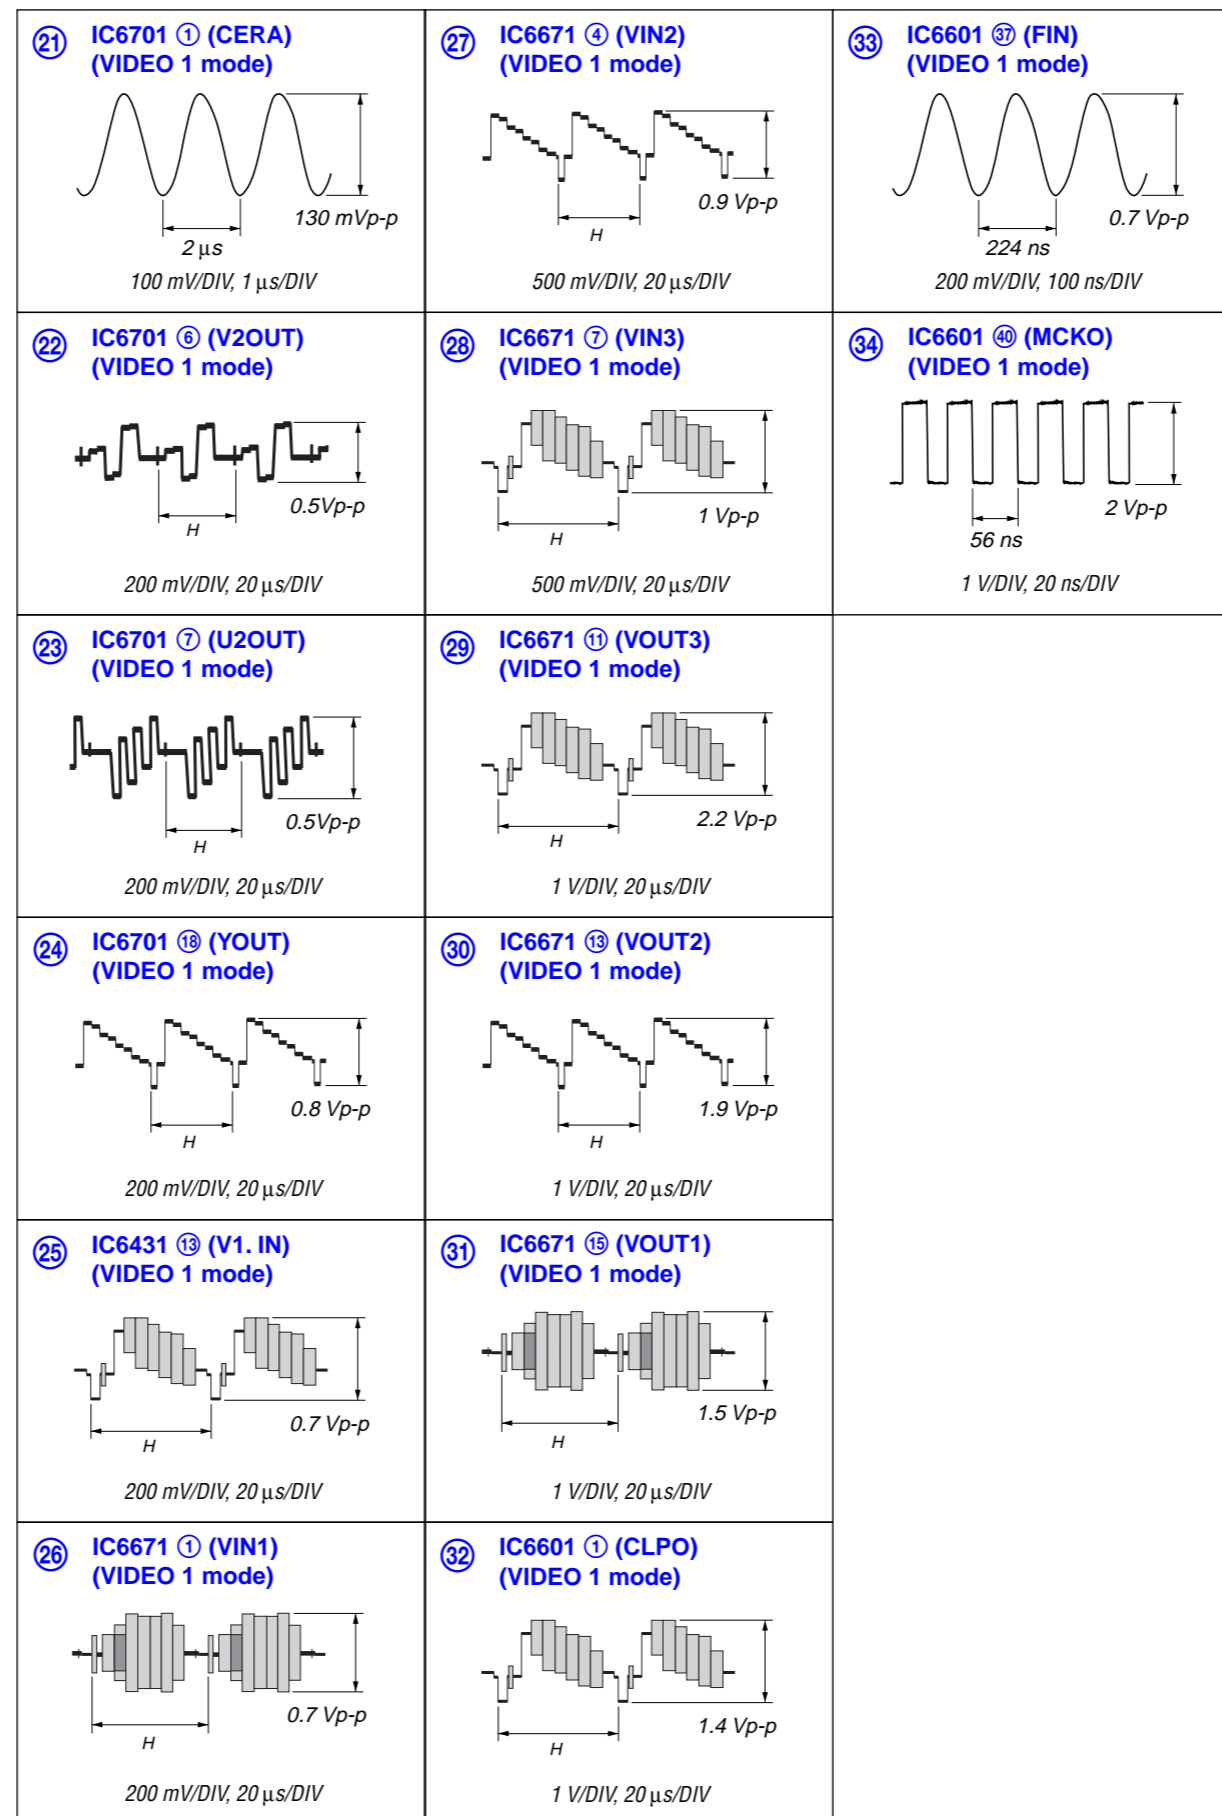 ㉑ IC6701 ① (CERA)
(VIDEO 1 mode)
130 mVp-p
2 μs
100 mV/DIV, 1 μs/DIV
㉒ IC6701 ⑥ (V2OUT)
(VIDEO 1 mode)
0.5Vp-p
H
200 mV/DIV, 20 μs/DIV
㉓ IC6701 ⑦ (U2OUT)
(VIDEO 1 mode)
0.5Vp-p
H
200 mV/DIV, 20 μs/DIV
㉔ IC6701 ⑱ (YOUT)
(VIDEO 1 mode)
0.8 Vp-p
H
200 mV/DIV, 20 μs/DIV
㉕ IC6431 ⑬ (V1. IN)
(VIDEO 1 mode)
0.7 Vp-p
H
200 mV/DIV, 20 μs/DIV
㉖ IC6671 ① (VIN1)
(VIDEO 1 mode)
0.7 Vp-p
H
200 mV/DIV, 20 μs/DIV
㉗ IC6671 ④ (VIN2)
(VIDEO 1 mode)
0.9 Vp-p
H
500 mV/DIV, 20 μs/DIV
㉘ IC6671 ⑦ (VIN3)
(VIDEO 1 mode)
1 Vp-p
H
500 mV/DIV, 20 μs/DIV
㉙ IC6671 ⑪ (VOUT3)
(VIDEO 1 mode)
2.2 Vp-p
H
1 V/DIV, 20 μs/DIV
㉚ IC6671 ⑬ (VOUT2)
(VIDEO 1 mode)
1.9 Vp-p
H
1 V/DIV, 20 μs/DIV
㉛ IC6671 ⑮ (VOUT1)
(VIDEO 1 mode)
1.5 Vp-p
H
1 V/DIV, 20 μs/DIV
㉜ IC6601 ① (CLPO)
(VIDEO 1 mode)
1.4 Vp-p
H
1 V/DIV, 20 μs/DIV
㉝ IC6601 ㊲ (FIN)
(VIDEO 1 mode)
0.7 Vp-p
224 ns
200 mV/DIV, 100 ns/DIV
㉞ IC6601 ㊵ (MCKO)
(VIDEO 1 mode)
2 Vp-p
56 ns
1 V/DIV, 20 ns/DIV